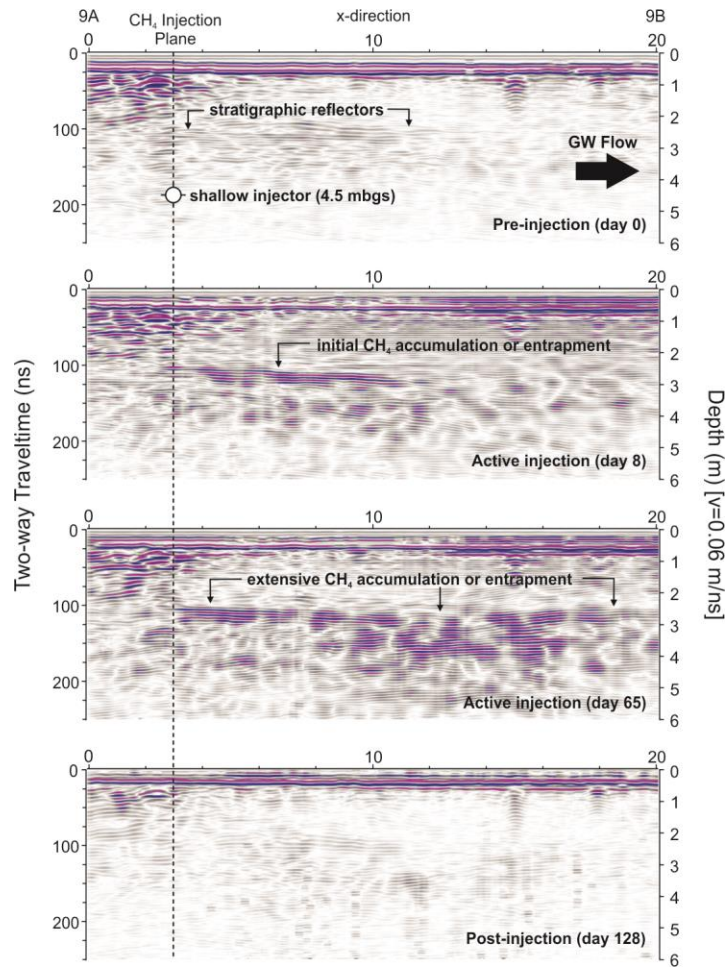 9A CH₄ Injection Plane x-direction 9B
0 10 20
0 0
1
2
100
3
4
200
5
6
stratigraphic reflectors
GW Flow
shallow injector (4.5 mbgs)
Pre-injection (day 0)
0 10 20
0 0
1
2
100
3
4
200
5
6
initial CH₄ accumulation or entrapment
Active injection (day 8)
0 10 20
0 0
1
2
100
3
4
200
5
6
extensive CH₄ accumulation or entrapment
Active injection (day 65)
0 10 20
0 0
1
2
100
3
4
200
5
6
Post-injection (day 128)
Two-way Traveltime (ns)
Depth (m) [v=0.06 m/ns]